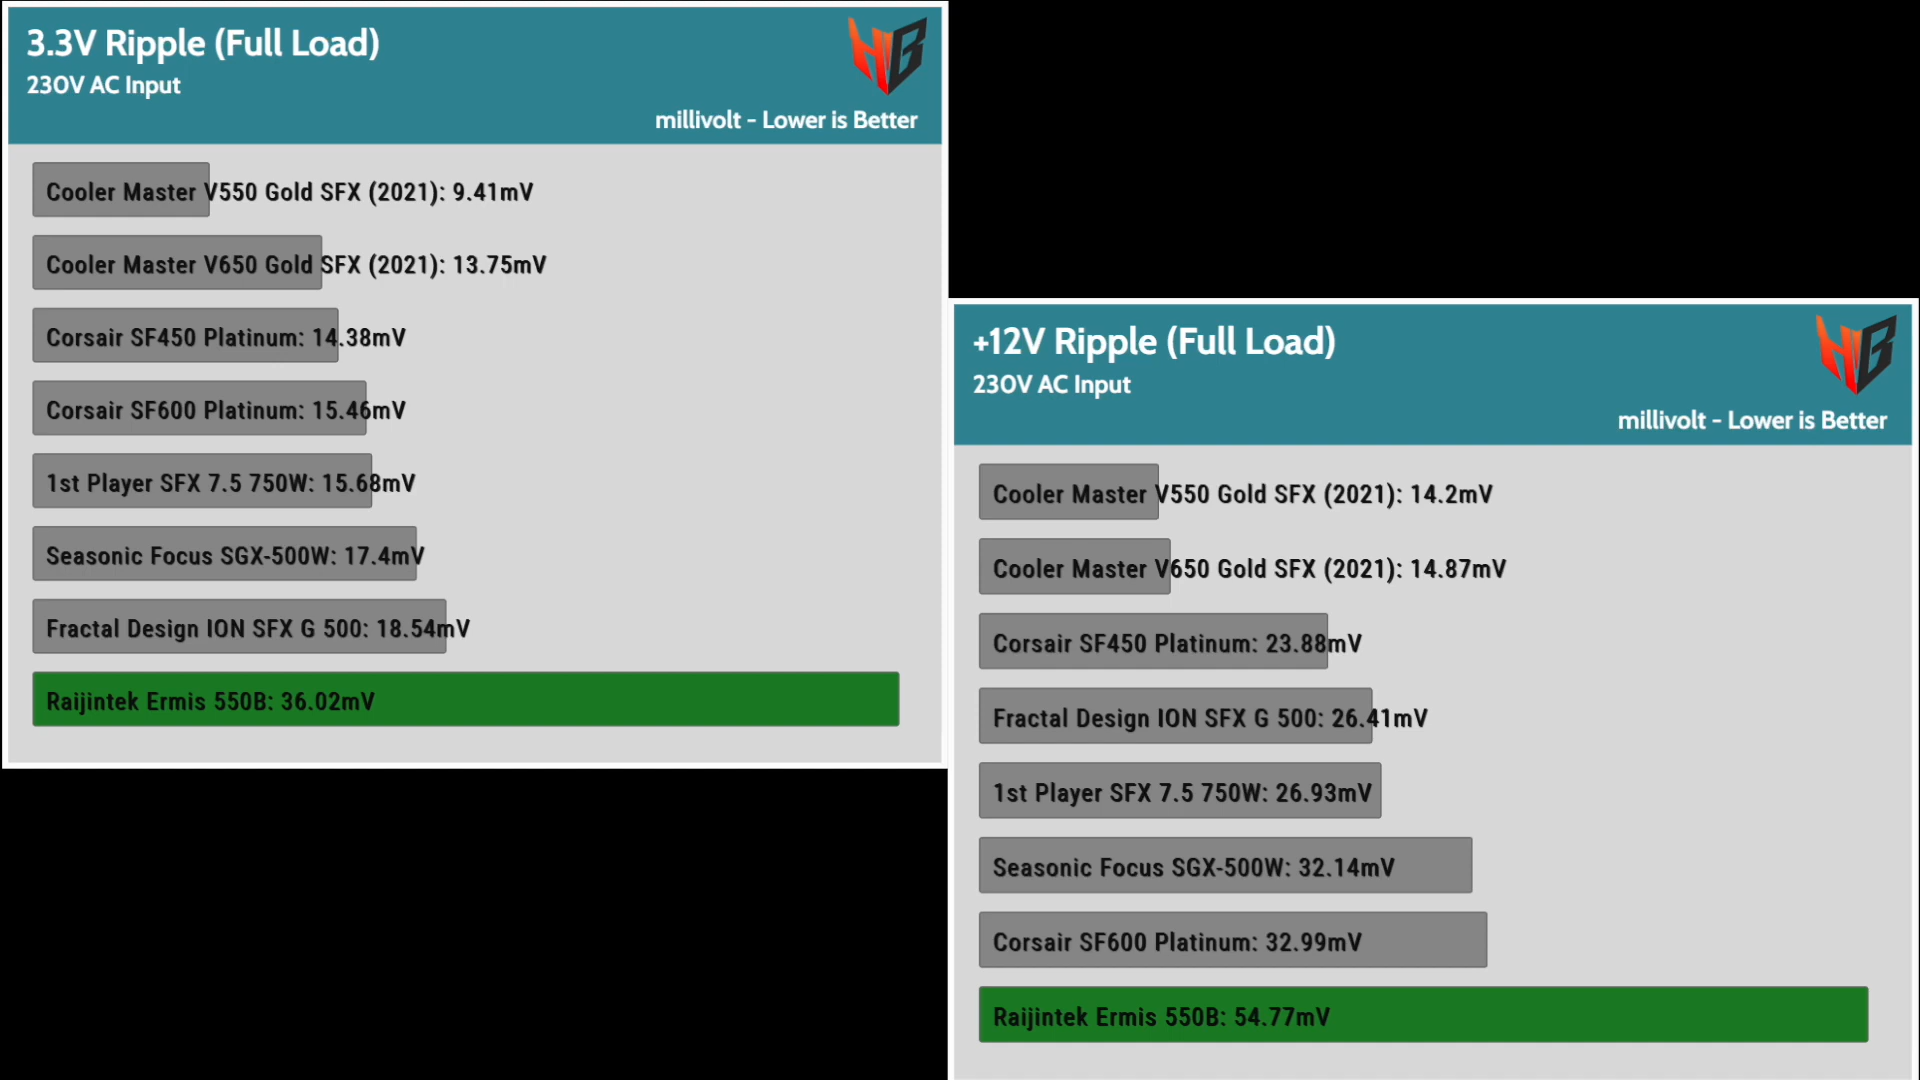 3.3V Ripple (Full Load)
230V AC Input
HB
millivolt - Lower is Better
Cooler Master V550 Gold SFX (2021): 9.41mV
Cooler Master V650 Gold SFX (2021): 13.75mV
Corsair SF450 Platinum: 14.38mV
Corsair SF600 Platinum: 15.46mV
1st Player SFX 7.5 750W: 15.68mV
Seasonic Focus SGX-500W: 17.4mV
Fractal Design ION SFX G 500: 18.54mV
Raijintek Ermis 550B: 36.02mV
+12V Ripple (Full Load)
230V AC Input
HB
millivolt - Lower is Better
Cooler Master V550 Gold SFX (2021): 14.2mV
Cooler Master V650 Gold SFX (2021): 14.87mV
Corsair SF450 Platinum: 23.88mV
Fractal Design ION SFX G 500: 26.41mV
1st Player SFX 7.5 750W: 26.93mV
Seasonic Focus SGX-500W: 32.14mV
Corsair SF600 Platinum: 32.99mV
Raijintek Ermis 550B: 54.77mV